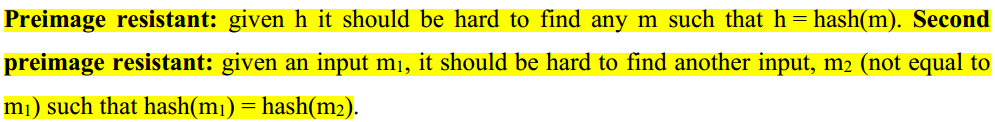 Preimage resistant: given h it should be hard to find any m such that h = hash(m). Second
preimage resistant: given an input m₁, it should be hard to find another input, m₂ (not equal to
m₁) such that hash(m₁) = hash(m₂).